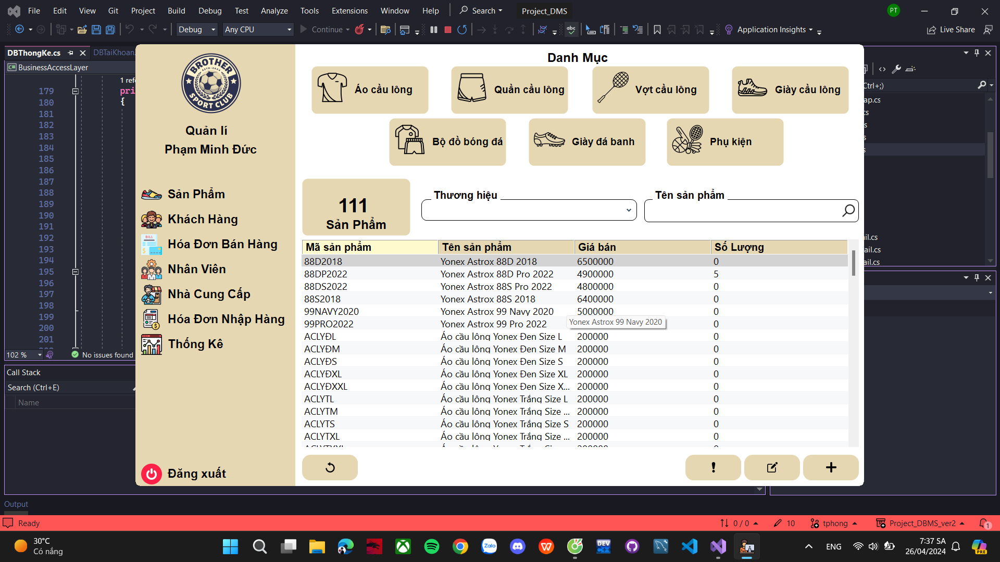 File Edit View Git Project Build Debug Test Analyze Tools Extensions Window Help Search Project_DMS PT
Debug Any CPU Continue abc Application Insights Live Share
DBThongKe.cs DBTaiKhoan.
C# BusinessAccessLayer
1 refe
179 pri
180 {
181
182
183
184
185
186
187
188
189
190
191
192
193
194
195
196
197
198
199
200
201
102 % No issues found
Call Stack
Search (Ctrl+E)
Name
Output
BROTHER
ESTD-2024
SPORT CLUB
Quản lí
Phạm Minh Đức
Sản Phẩm
Khách Hàng
BILL
Hóa Đơn Bán Hàng
Nhân Viên
Nhà Cung Cấp
Hóa Đơn Nhập Hàng
Thống Kê
Đăng xuất
Danh Mục
Áo cầu lông Quần cầu lông Vợt cầu lông Giày cầu lông
Bộ đồ bóng đá Giày đá banh Phụ kiện
111
Sản Phẩm
Thương hiệu Tên sản phẩm
Mã sản phẩm Tên sản phẩm Giá bán Số Lượng
88D2018 Yonex Astrox 88D 2018 6500000 0
88DP2022 Yonex Astrox 88D Pro 2022 4900000 5
88DS2022 Yonex Astrox 88S Pro 2022 4800000 0
88S2018 Yonex Astrox 88S 2018 6400000 0
99NAVY2020 Yonex Astrox 99 Navy 2020 5000000 0
Yonex Astrox 99 Navy 2020
99PRO2022 Yonex Astrox 99 Pro 2022 0
ACLYĐL Áo cầu lông Yonex Đen Size L 200000 0
ACLYĐM Áo cầu lông Yonex Đen Size M 200000 0
ACLYĐS Áo cầu lông Yonex Đen Size S 200000 0
ACLYĐXL Áo cầu lông Yonex Đen Size XL 200000 0
ACLYĐXXL Áo cầu lông Yonex Đen Size X... 200000 0
ACLYTL Áo cầu lông Yonex Trắng Size L 200000 0
ACLYTM Áo cầu lông Yonex Trắng Size ... 200000 0
ACLYTS Áo cầu lông Yonex Trắng Size S 200000 0
ACLYTXL Áo cầu lông Yonex Trắng Size ... 200000 0
Ctrl+;)
ap.cs
cs
s
s
s
il.cs
ail.cs
ail.cs
Ready 0 / 0 10 tphong Project_DBMS_ver2 1
30°C
Có nắng
Zalo
DEV
ENG
7:37 SA
26/04/2024
PRE